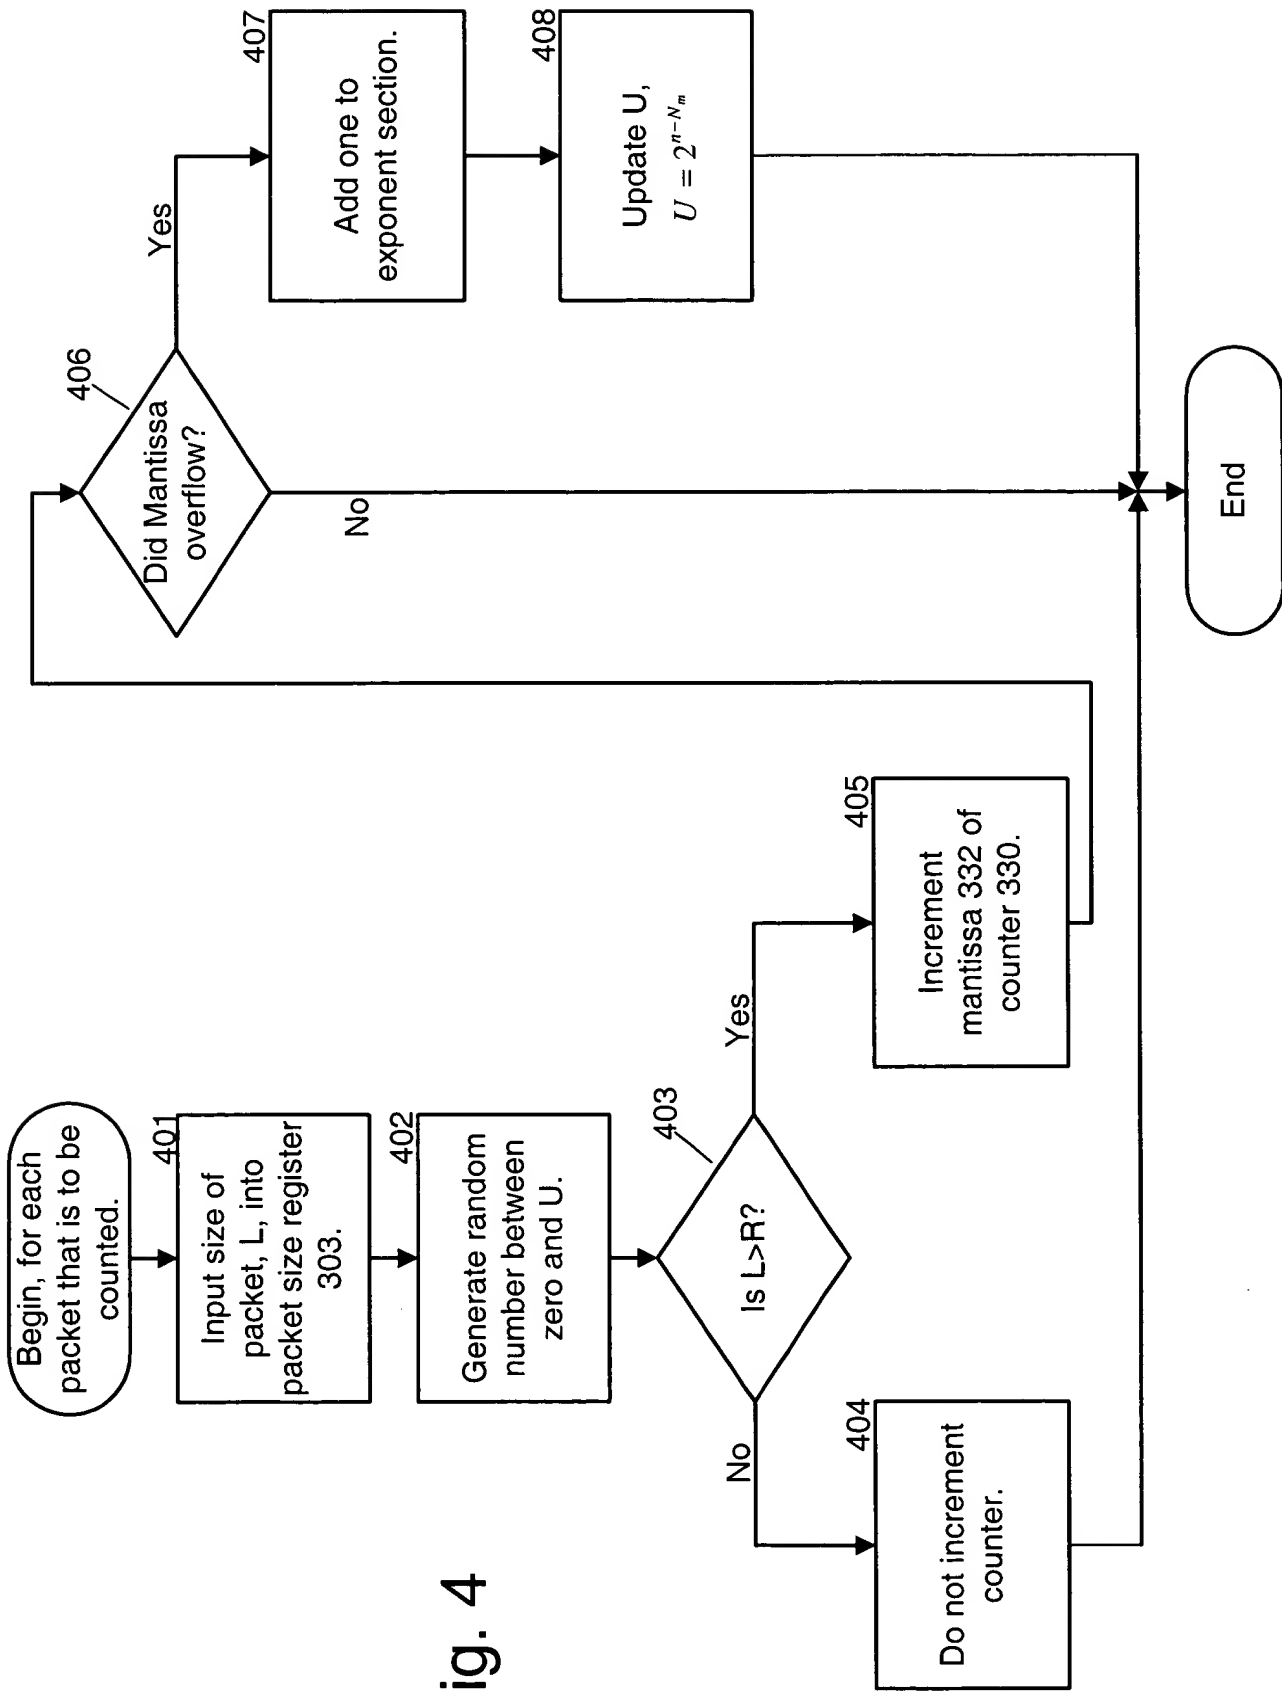 Begin, for each
packet that is to be
counted.
401
Input size of
packet, L, into
packet size register
303.
402
Generate random
number between
zero and U.
403
Is L>R?
No
Yes
404
Do not increment
counter.
405
Increment
mantissa 332 of
counter 330.
406
Did Mantissa
overflow?
Yes
No
407
Add one to
exponent section.
408
Update U,
U = 2^{n-N_m}
End
ig. 4